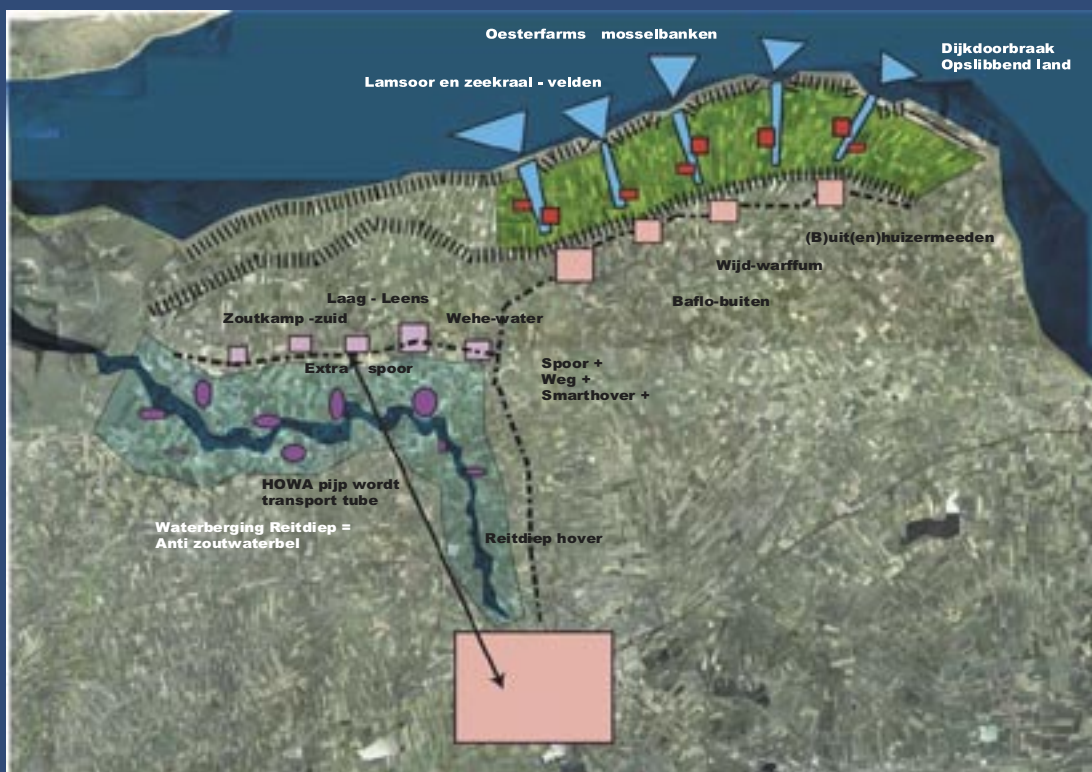 Oesterfarms mosselbanken
Dijkdoorbraak
Opslibbend land
Lamsoor en zeekraal - velden
(B)uit(en)huizermeeden
Wijd-warffum
Baflo-buiten
Laag - Leens
Zoutkamp -zuid
Wehe-water
Extra spoor
Spoor +
Weg +
Smarthover +
HOWA pijp wordt
transport tube
Waterberging Reitdiep =
Anti zoutwaterbel
Reitdiep hover